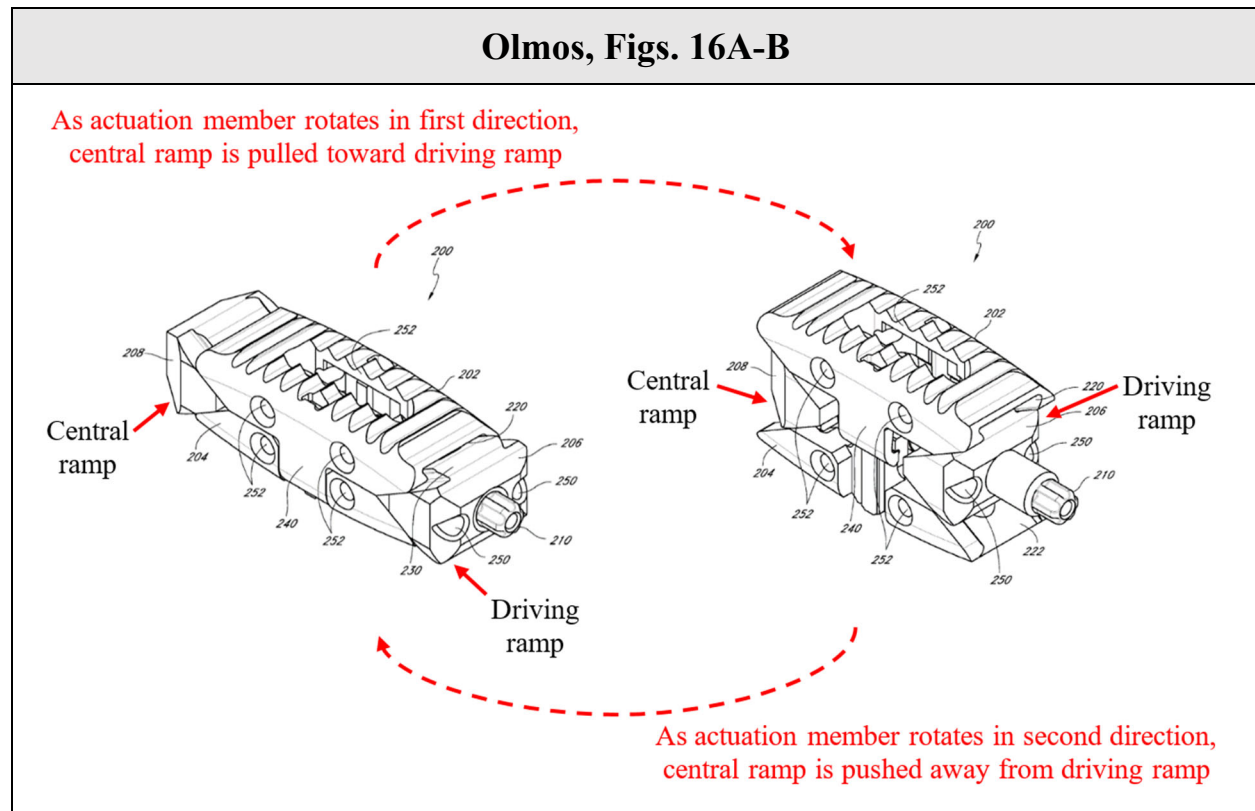 Olmos, Figs. 16A-B
As actuation member rotates in first direction,
central ramp is pulled toward driving ramp
200
252
202
208
220
206
Central
ramp
204
252
240
252
230
250
250
210
Driving
ramp
200
252
202
208
220
Driving
ramp
206
Central
ramp
250
204
210
252
240
252
222
250
As actuation member rotates in second direction,
central ramp is pushed away from driving ramp